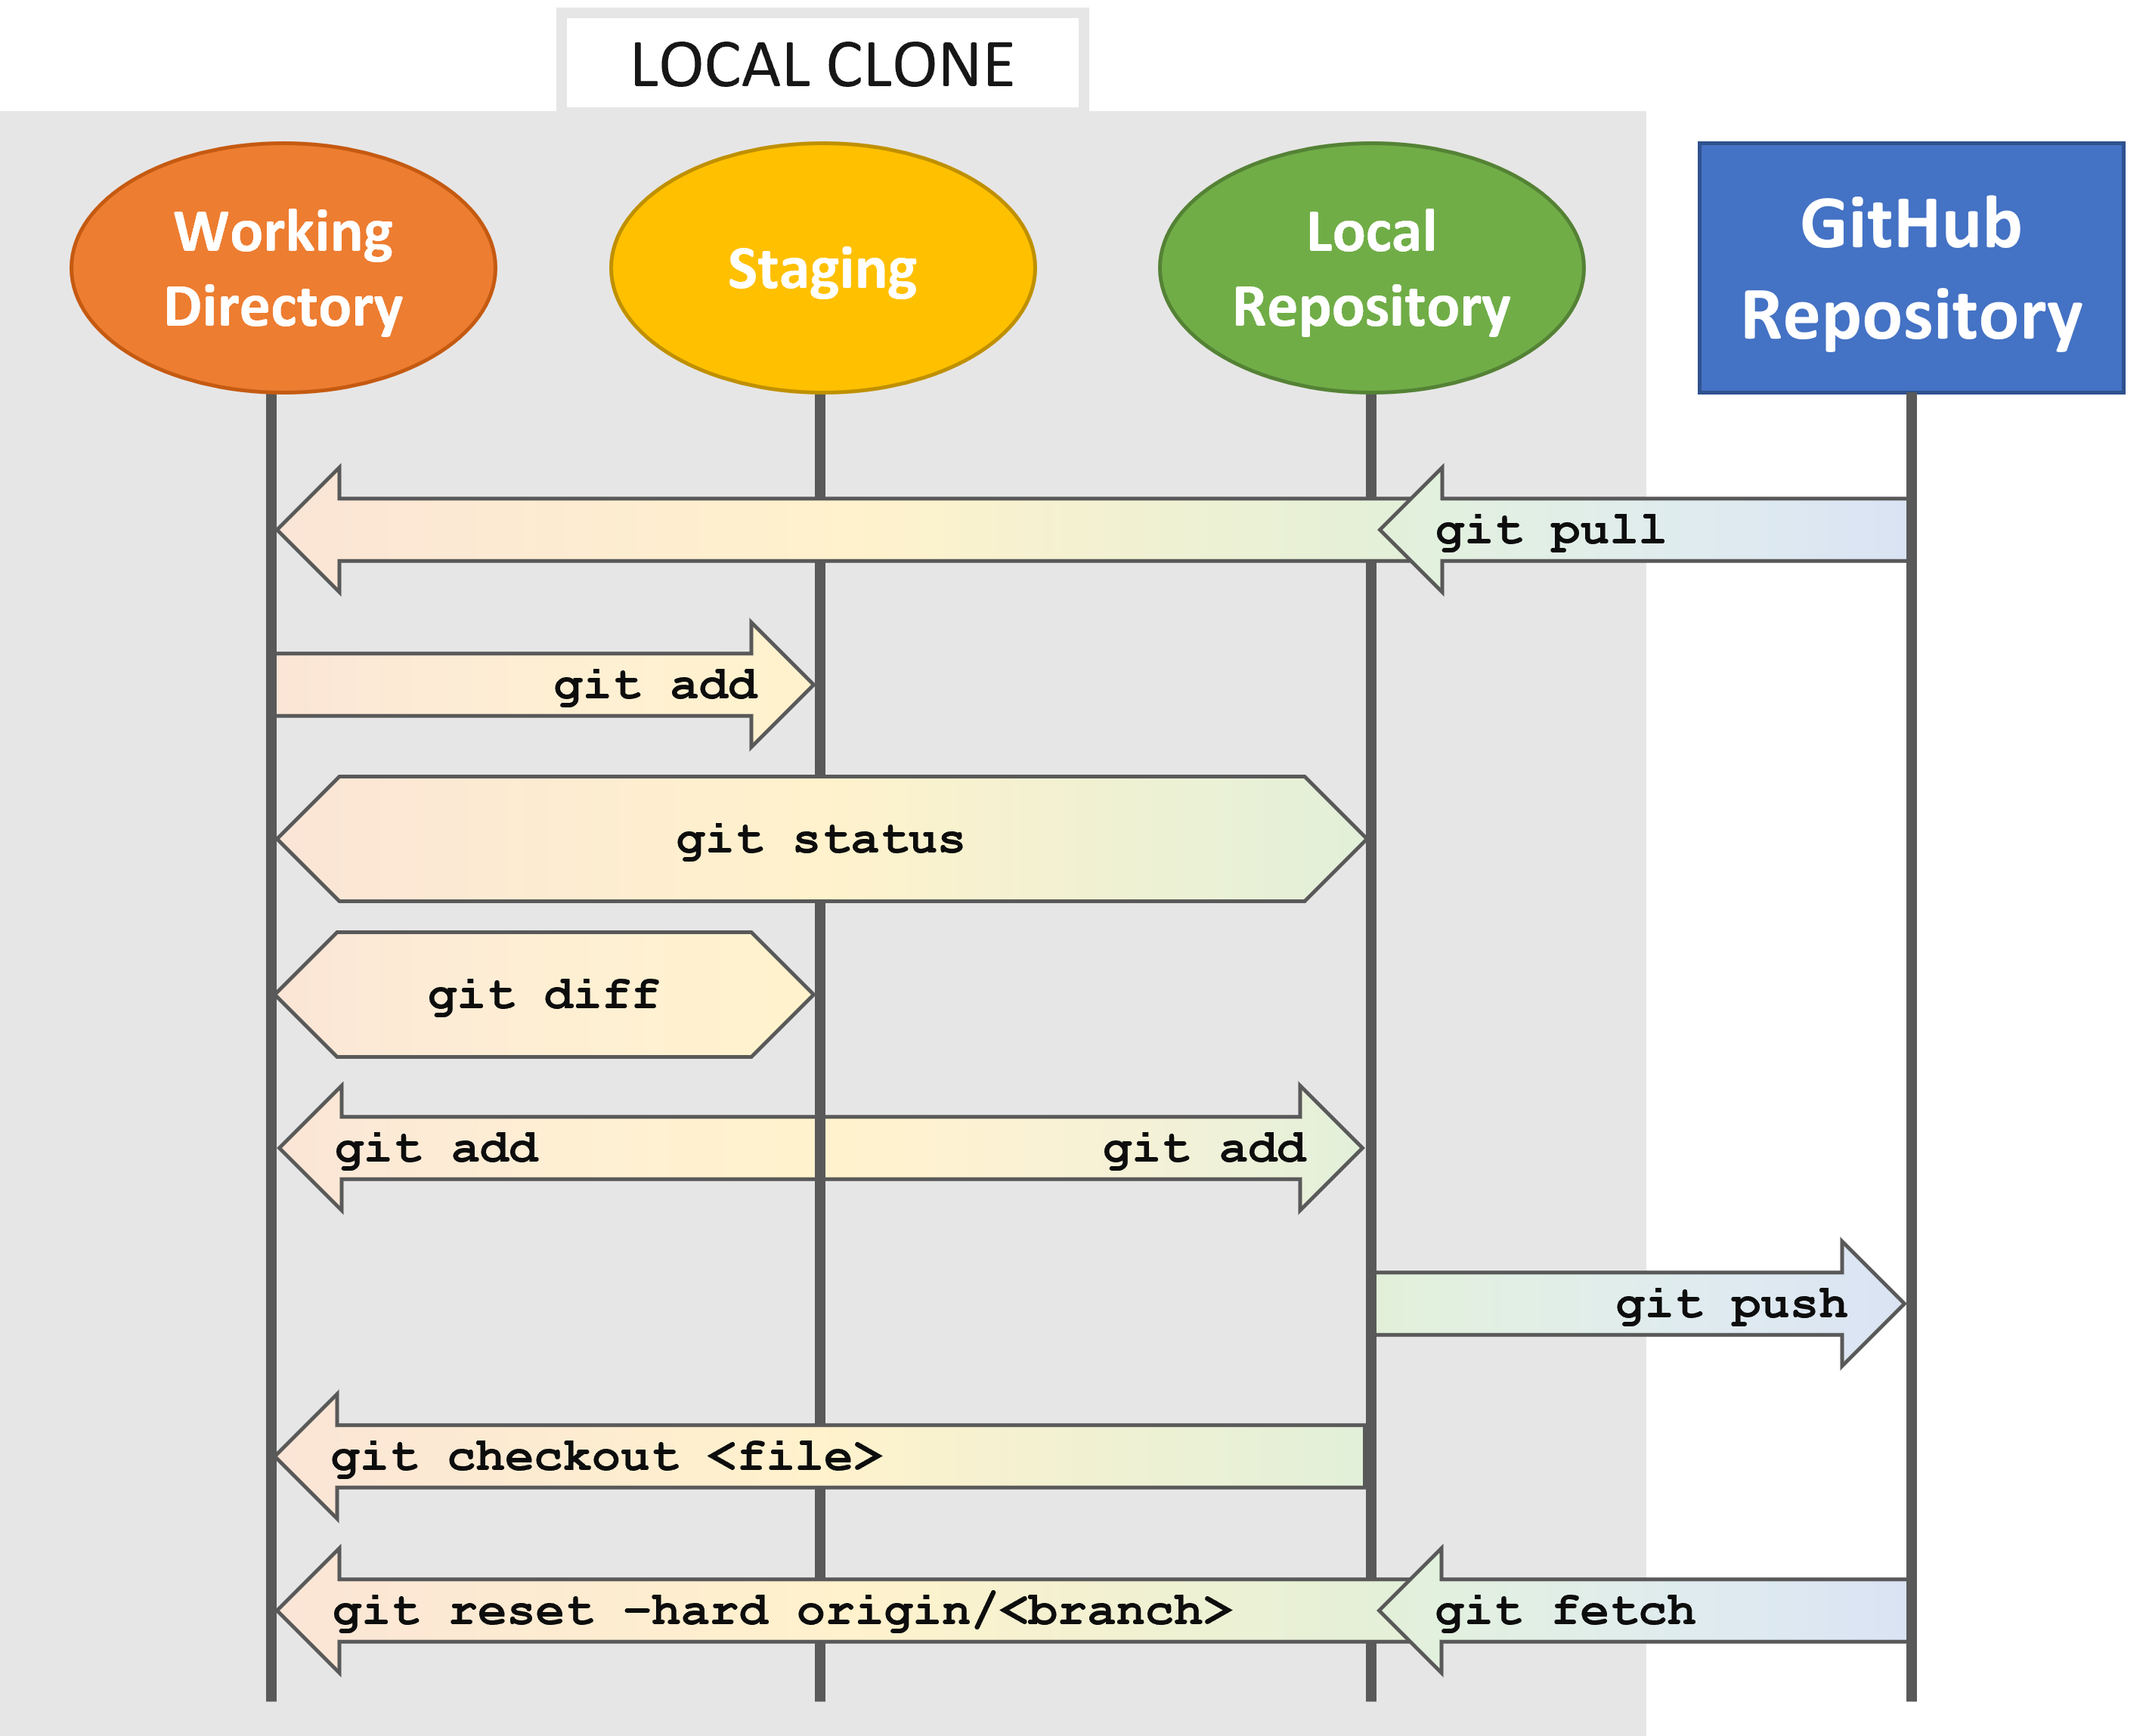 LOCAL CLONE
Working
Directory
Staging
Local
Repository
GitHub
Repository
git pull
git add
git status
git diff
git add
git add
git push
git checkout <file>
git reset –hard origin/<branch>
git fetch